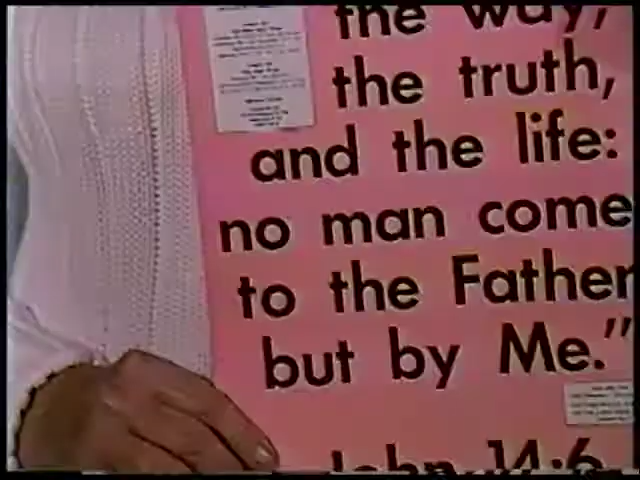 the way,
the truth,
and the life:
no man come
to the Father
but by Me."
John 14:6